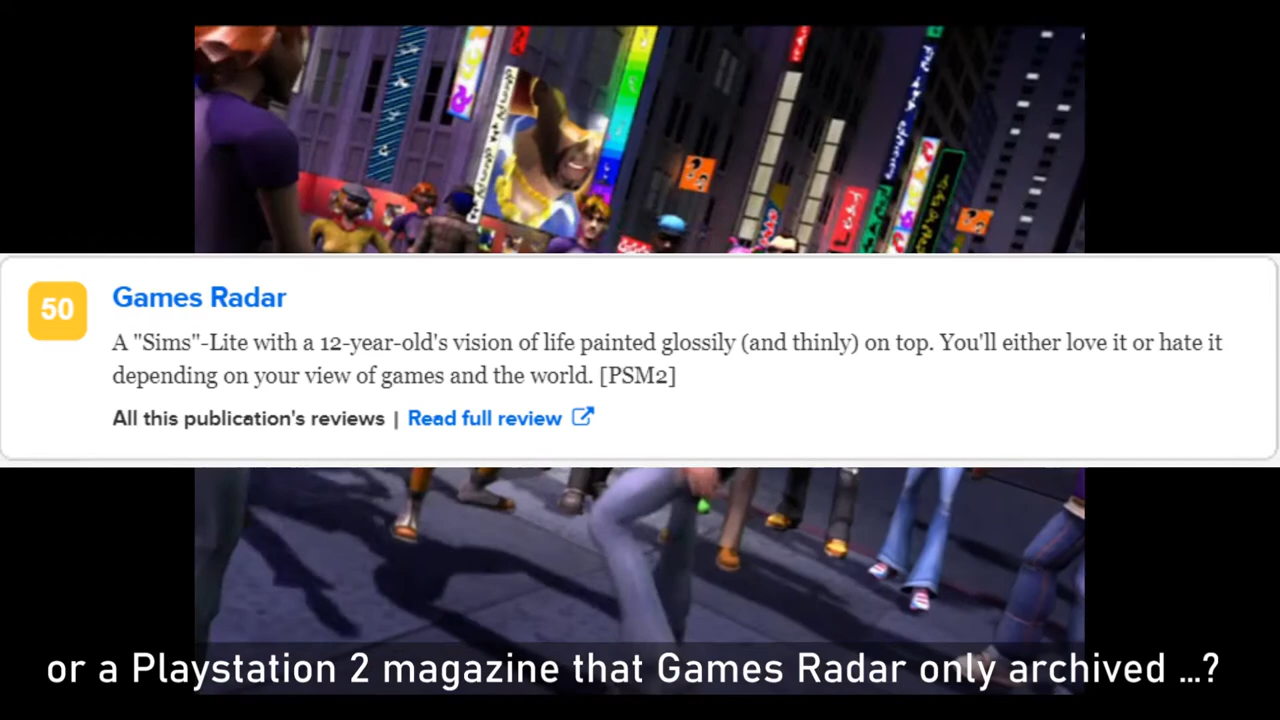 50
Games Radar
A "Sims"-Lite with a 12-year-old's vision of life painted glossily (and thinly) on top. You'll either love it or hate it
depending on your view of games and the world. [PSM2]
All this publication's reviews | Read full review
or a Playstation 2 magazine that Games Radar only archived ...?